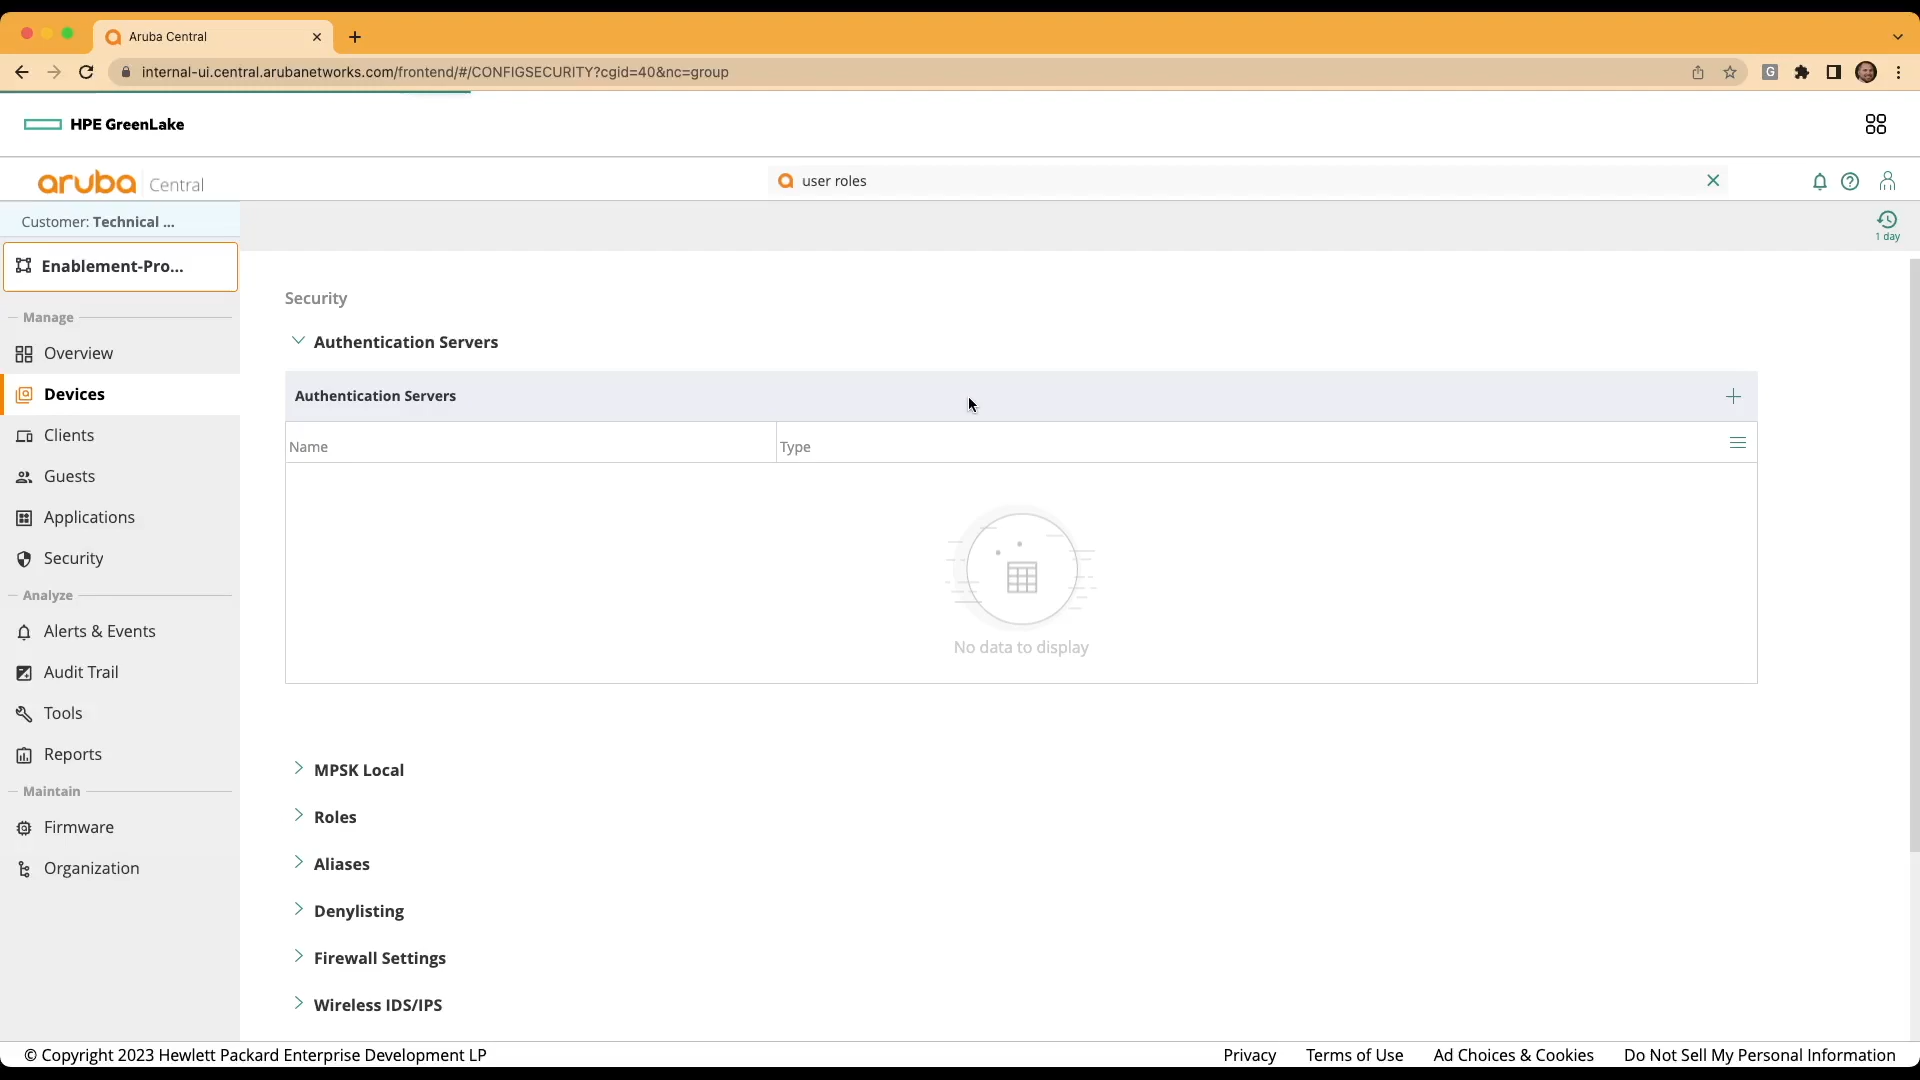 Aruba Central
internal-ui.central.arubanetworks.com/frontend/#/CONFIGSECURITY?cgid=40&nc=group
G
HPE GreenLake
aruba Central
user roles
Customer: Technical ...
1 day
Enablement-Pro...
Manage
Overview
Devices
Clients
Guests
Applications
Security
Analyze
Alerts & Events
Audit Trail
Tools
Reports
Maintain
Firmware
Organization
Security
Authentication Servers
Authentication Servers
Name
Type
No data to display
MPSK Local
Roles
Aliases
Denylisting
Firewall Settings
Wireless IDS/IPS
© Copyright 2023 Hewlett Packard Enterprise Development LP
Privacy
Terms of Use
Ad Choices & Cookies
Do Not Sell My Personal Information